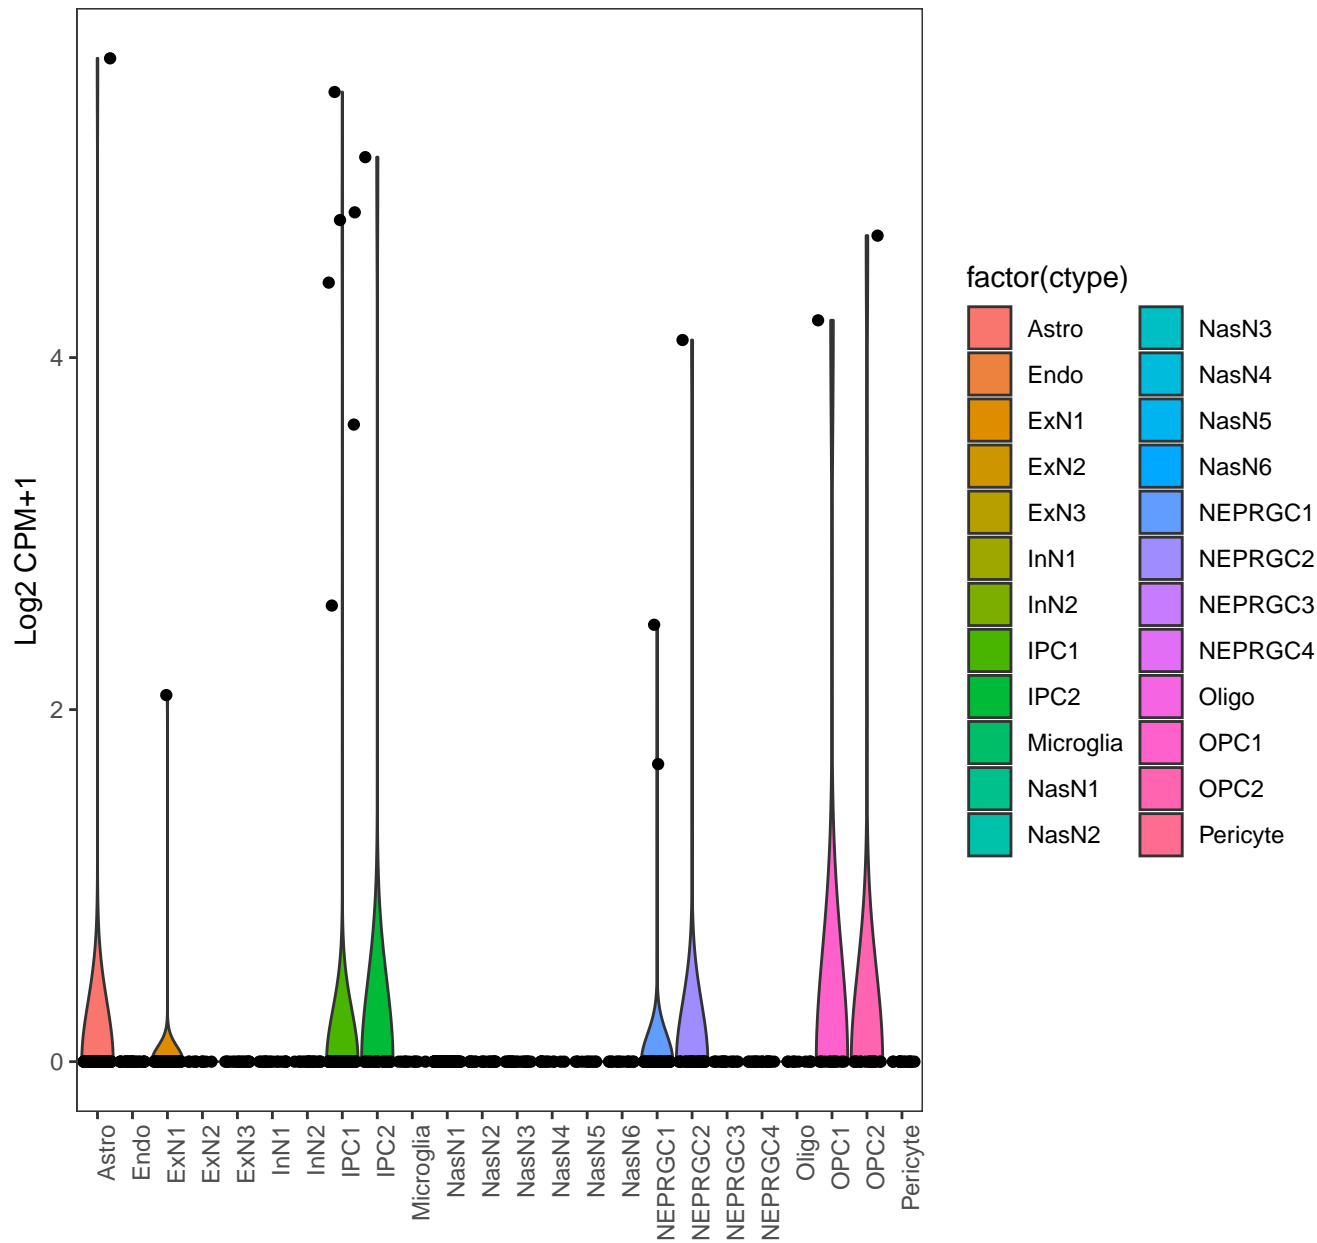 4
2
0
Log2 CPM+1
Astro
Endo
ExN1
ExN2
ExN3
InN1
InN2
IPC1
IPC2
Microglia
NasN1
NasN2
NasN3
NasN4
NasN5
NasN6
NEPRGC1
NEPRGC2
NEPRGC3
NEPRGC4
Oligo
OPC1
OPC2
Pericyte
factor(ctype)
Astro
Endo
ExN1
ExN2
ExN3
InN1
InN2
IPC1
IPC2
Microglia
NasN1
NasN2
NasN3
NasN4
NasN5
NasN6
NEPRGC1
NEPRGC2
NEPRGC3
NEPRGC4
Oligo
OPC1
OPC2
Pericyte